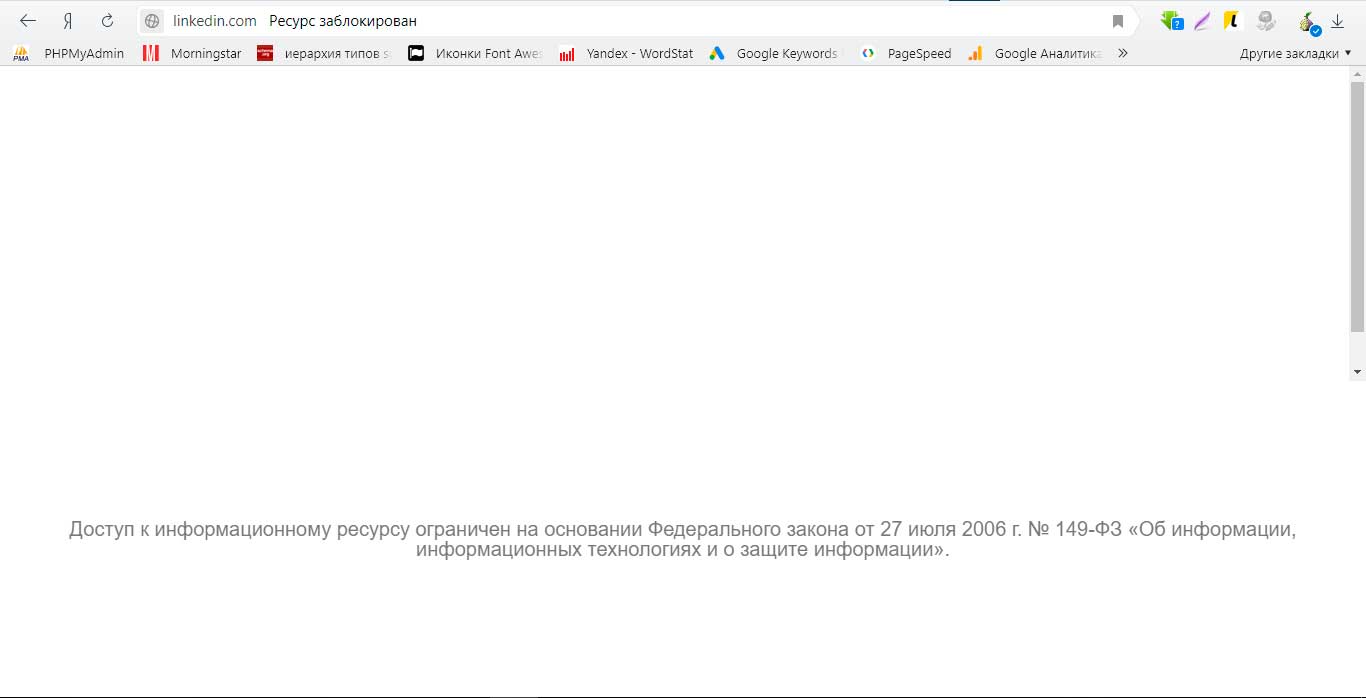 Я linkedin.com Ресурс заблокирован
PMA PHPMyAdmin Morningstar иерархия типов Иконки Font Awes Yandex - WordStat Google Keywords PageSpeed Google Аналитика » Другие закладки
Доступ к информационному ресурсу ограничен на основании Федерального закона от 27 июля 2006 г. № 149-ФЗ «Об информации,
информационных технологиях и о защите информации».